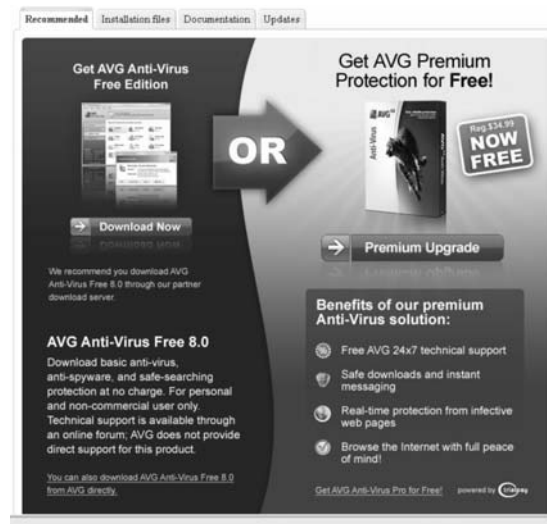 Recommended
Installation files
Documentation
Updates
Get AVG Anti-Virus
Free Edition
Download Now
We recommend you download AVG
Anti-Virus Free 8.0 through our partner
download server.
AVG Anti-Virus Free 8.0
Download basic anti-virus,
anti-spyware, and safe-searching
protection at no charge. For personal
and non-commercial user only.
Technical support is available through
an online forum; AVG does not provide
direct support for this product.
You can also download AVG Anti-Virus Free 8.0
from AVG directly.
OR
Get AVG Premium
Protection for Free!
AVG
Anti-Virus
Reg.$34.99
NOW
FREE
Premium Upgrade
Benefits of our premium
Anti-Virus solution:
Free AVG 24x7 technical support
Safe downloads and instant
messaging
Real-time protection from infective
web pages
Browse the Internet with full peace
of mind!
Get AVG Anti-Virus Pro for Free!
powered by trialpay